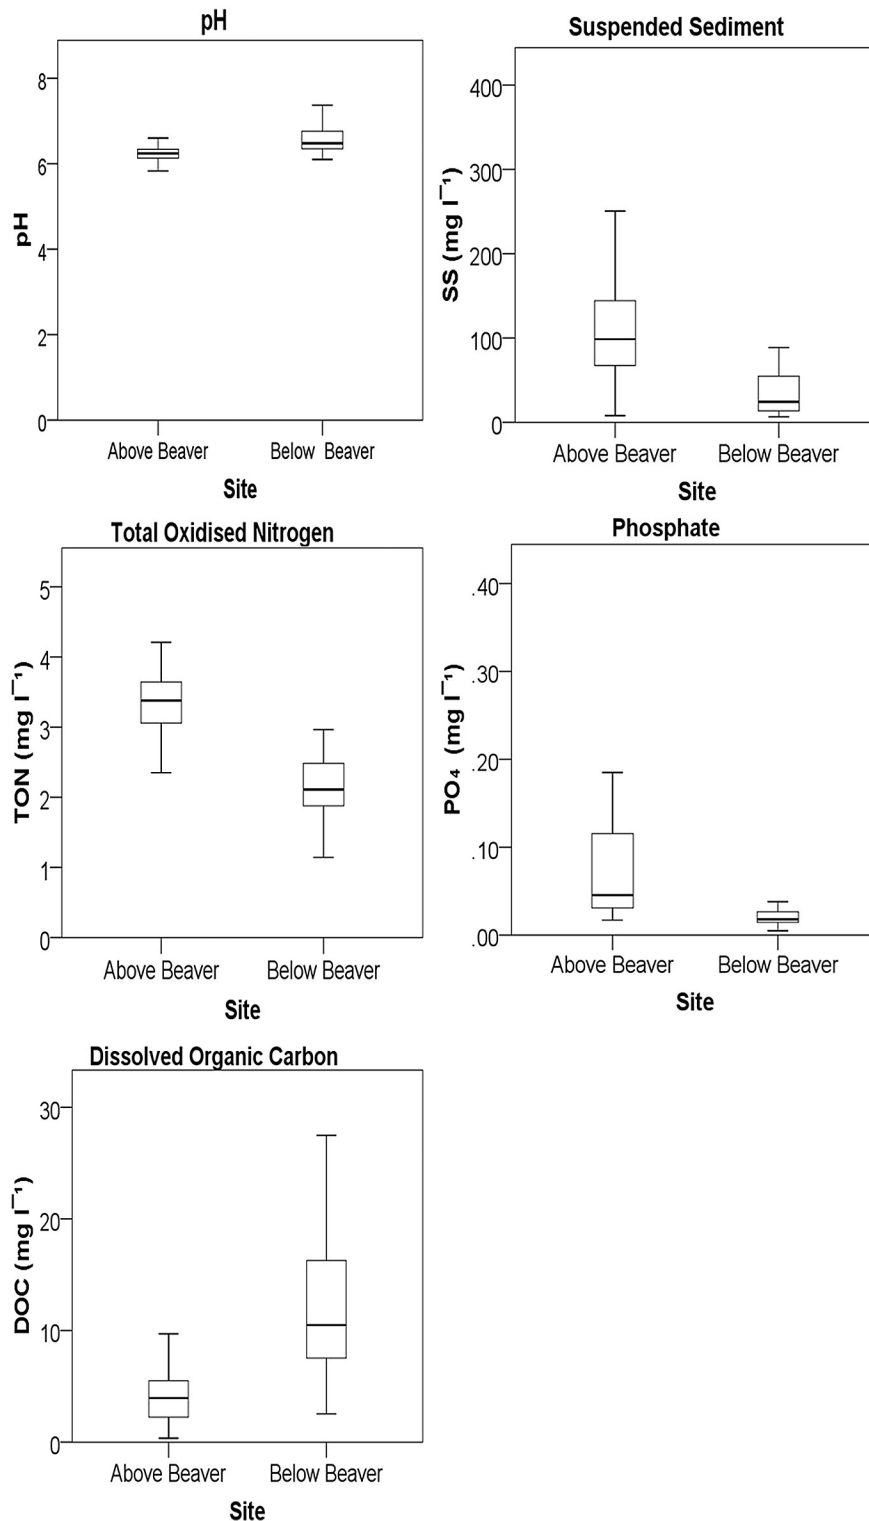 pH
8
6
4
2
0
pH
Above Beaver
Below Beaver
Site
Suspended Sediment
400
300
200
100
0
SS (mg l¯¹)
Above Beaver
Below Beaver
Site
Total Oxidised Nitrogen
5
4
3
2
1
0
TON (mg l¯¹)
Above Beaver
Below Beaver
Site
Phosphate
.40
.30
.20
.10
.00
PO₄ (mg l¯¹)
Above Beaver
Below Beaver
Site
Dissolved Organic Carbon
30
20
10
0
DOC (mg l¯¹)
Above Beaver
Below Beaver
Site